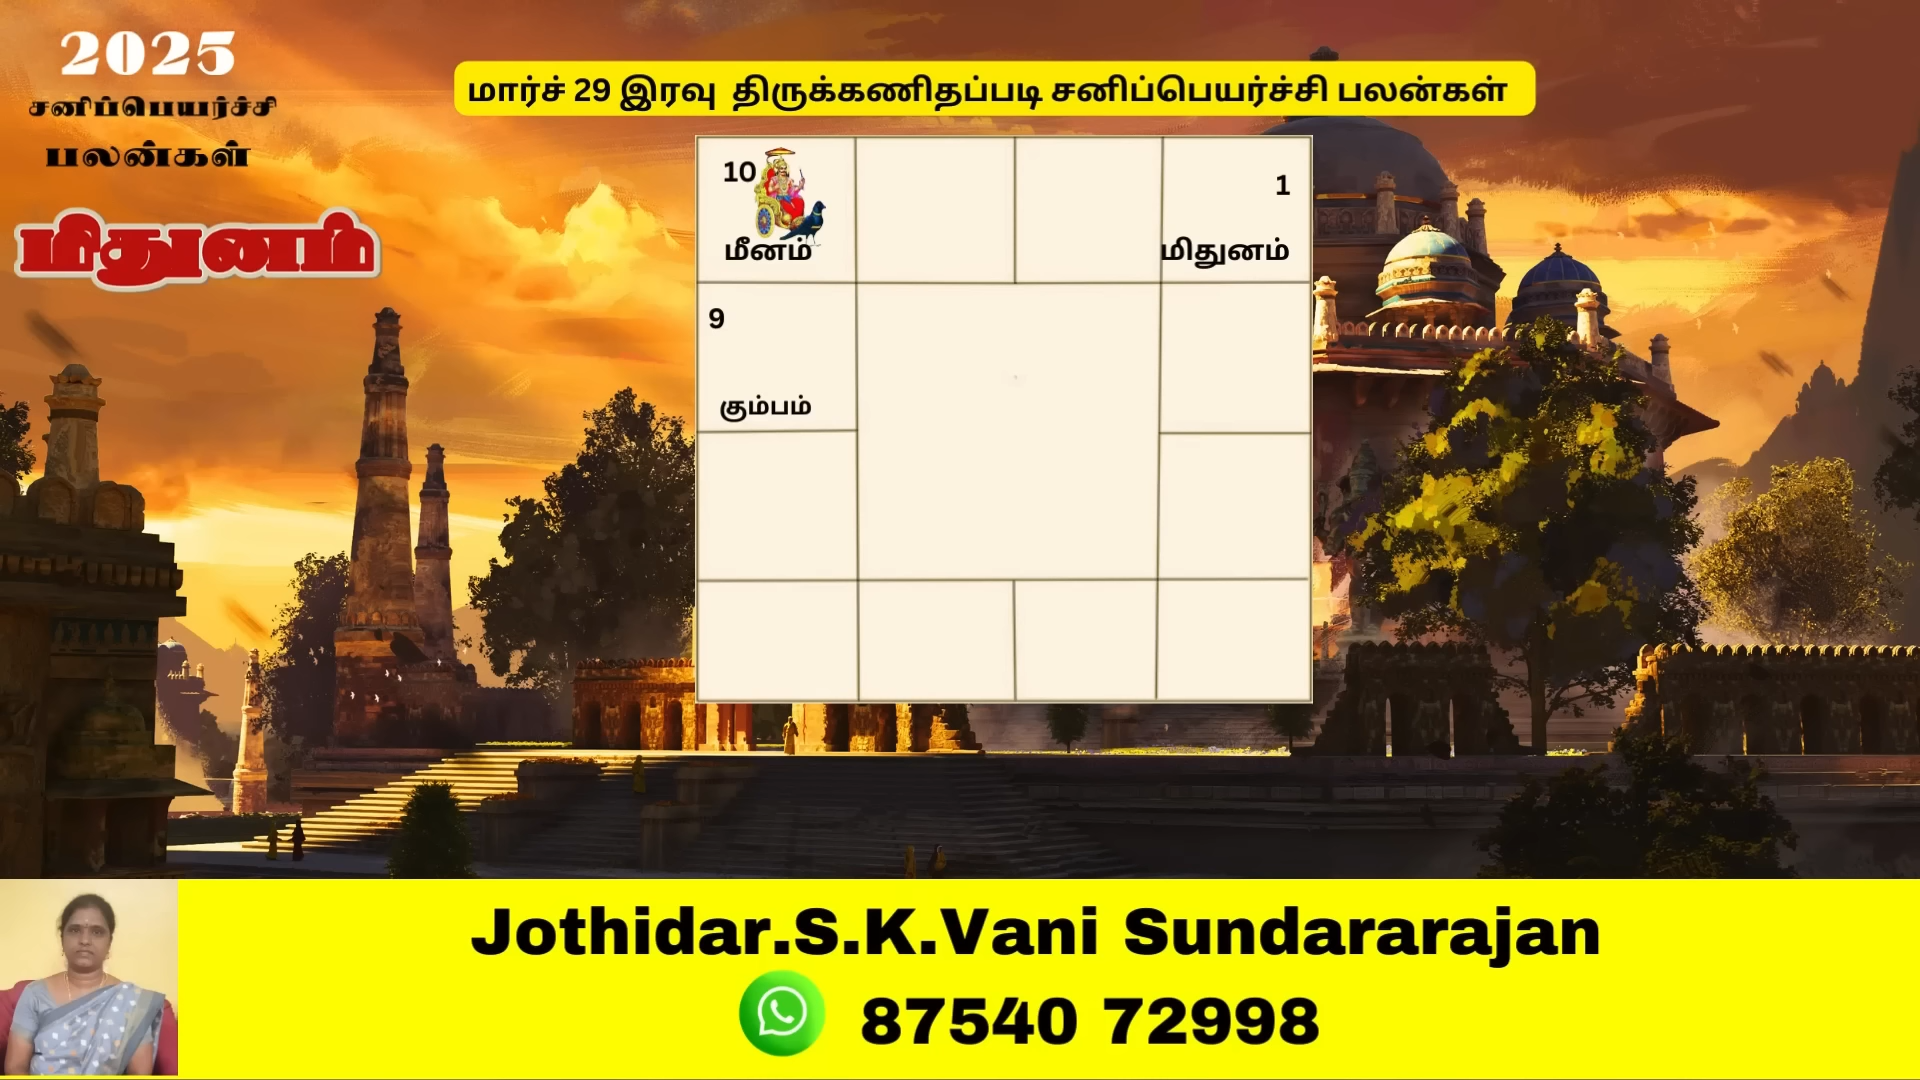 2025
சனிப்பெயர்ச்சி
பலன்கள்
மிதுனம்
மார்ச் 29 இரவு திருக்கணிதப்படி சனிப்பெயர்ச்சி பலன்கள்
10
மீனம்
1
மிதுனம்
9
கும்பம்
Jothidar.S.K.Vani Sundararajan
87540 72998